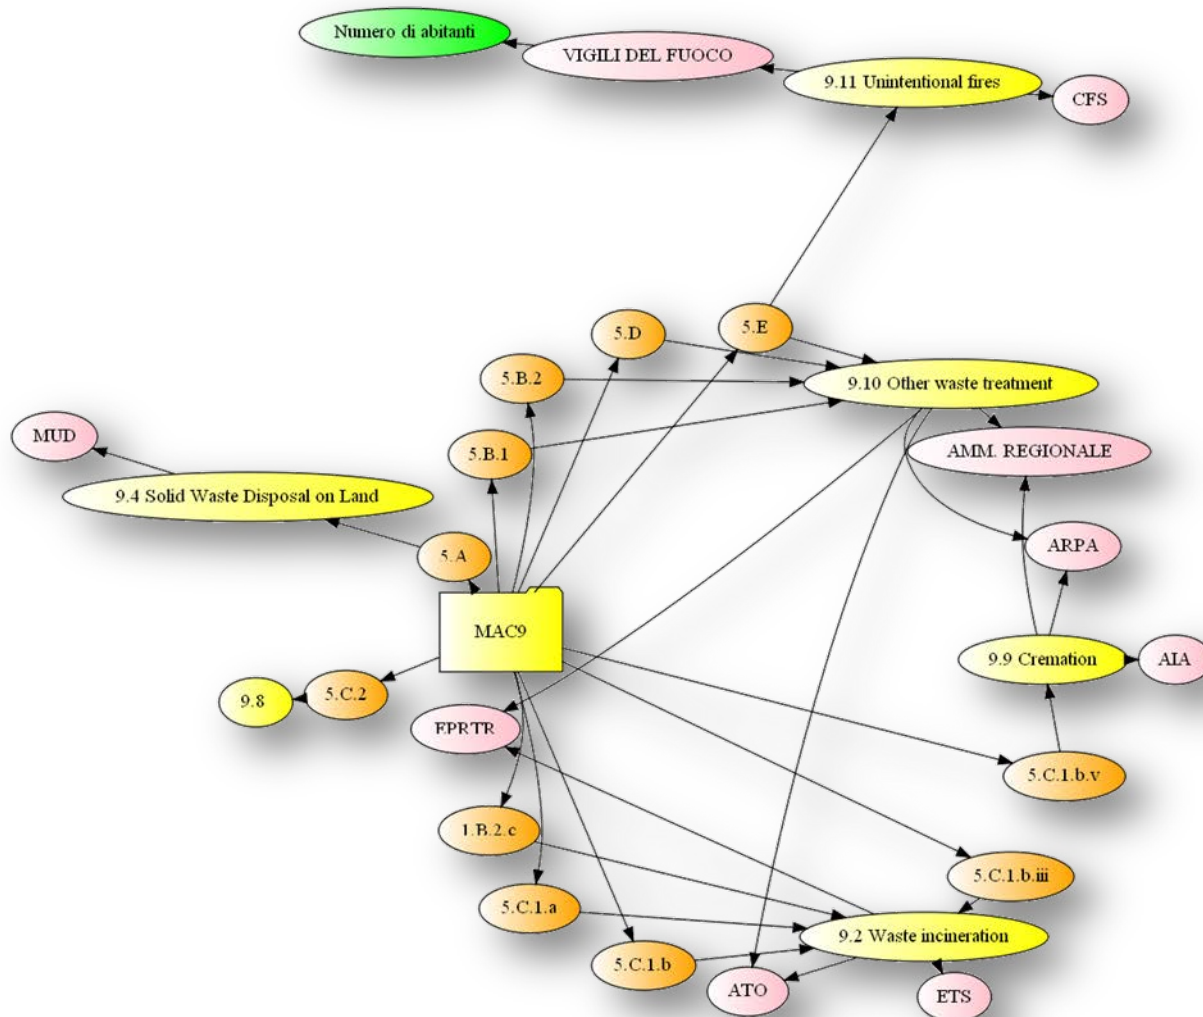 Numero di abitanti
VIGILI DEL FUOCO
9.11 Unintentional fires
CFS
5.D
5.E
5.B.2
9.10 Other waste treatment
MUD
5.B.1
AMM. REGIONALE
9.4 Solid Waste Disposal on Land
5.A
ARPA
MAC9
9.9 Cremation
AIA
9.8
5.C.2
EPRTR
5.C.1.b.v
1.B.2.c
5.C.1.b.iii
5.C.1.a
9.2 Waste incineration
5.C.1.b
ATO
ETS